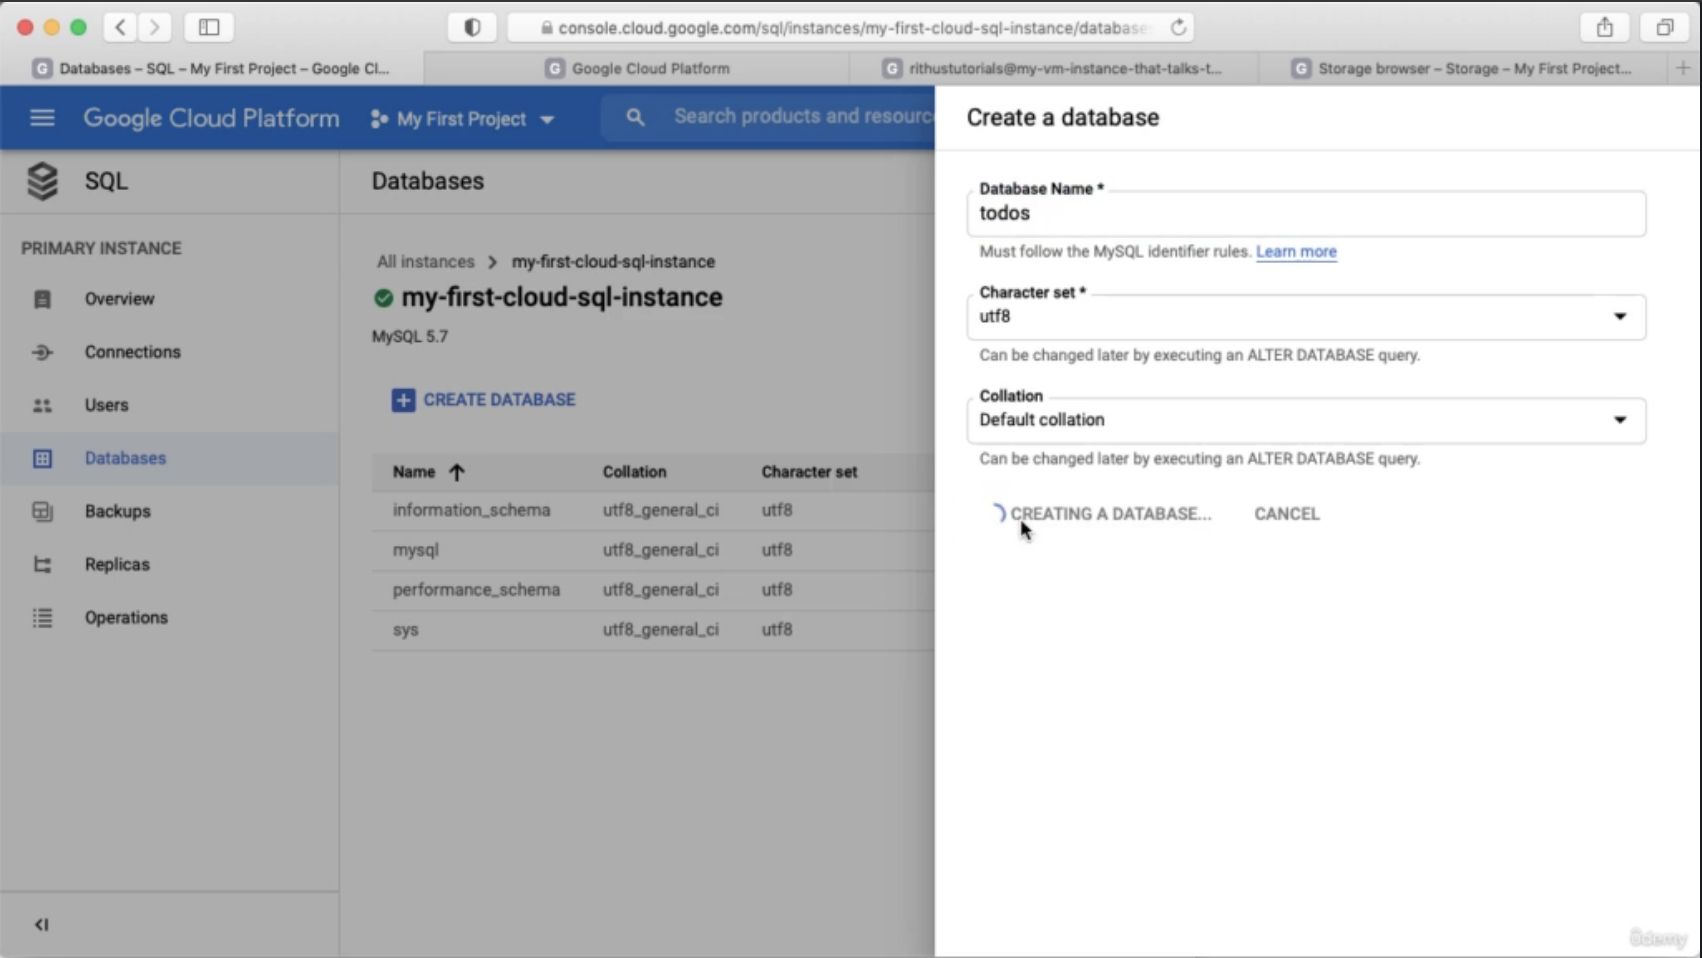 console.cloud.google.com/sql/instances/my-first-cloud-sql-instance/databases
Databases – SQL – My First Project – Google Cl...
Google Cloud Platform
rithustutorials@my-vm-instance-that-talks-t...
Storage browser – Storage – My First Project...
Google Cloud Platform
My First Project
Search products and resourc
Create a database
SQL
Databases
PRIMARY INSTANCE
Overview
Connections
Users
Databases
Backups
Replicas
Operations
All instances > my-first-cloud-sql-instance
my-first-cloud-sql-instance
MySQL 5.7
CREATE DATABASE
Name Collation Character set
information_schema utf8_general_ci utf8
mysql utf8_general_ci utf8
performance_schema utf8_general_ci utf8
sys utf8_general_ci utf8
Database Name *
todos
Must follow the MySQL identifier rules. Learn more
Character set *
utf8
Can be changed later by executing an ALTER DATABASE query.
Collation
Default collation
Can be changed later by executing an ALTER DATABASE query.
CREATING A DATABASE... CANCEL
ûdemy